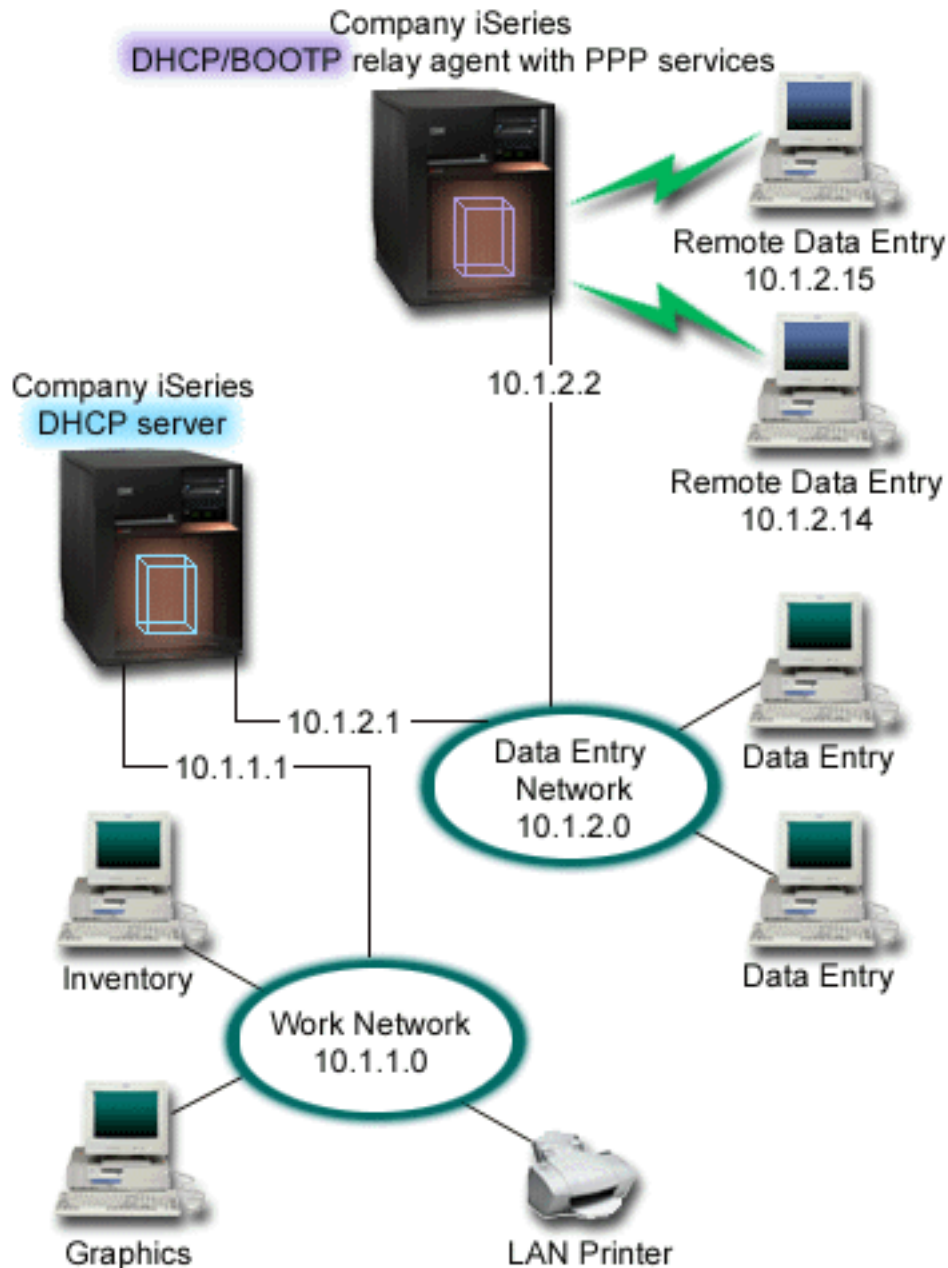 Company iSeries
DHCP/BOOTP relay agent with PPP services
Remote Data Entry
10.1.2.15
10.1.2.2
Remote Data Entry
10.1.2.14
Company iSeries
DHCP server
10.1.2.1
10.1.1.1
Data Entry
Network
10.1.2.0
Data Entry
Data Entry
Inventory
Work Network
10.1.1.0
Graphics
LAN Printer